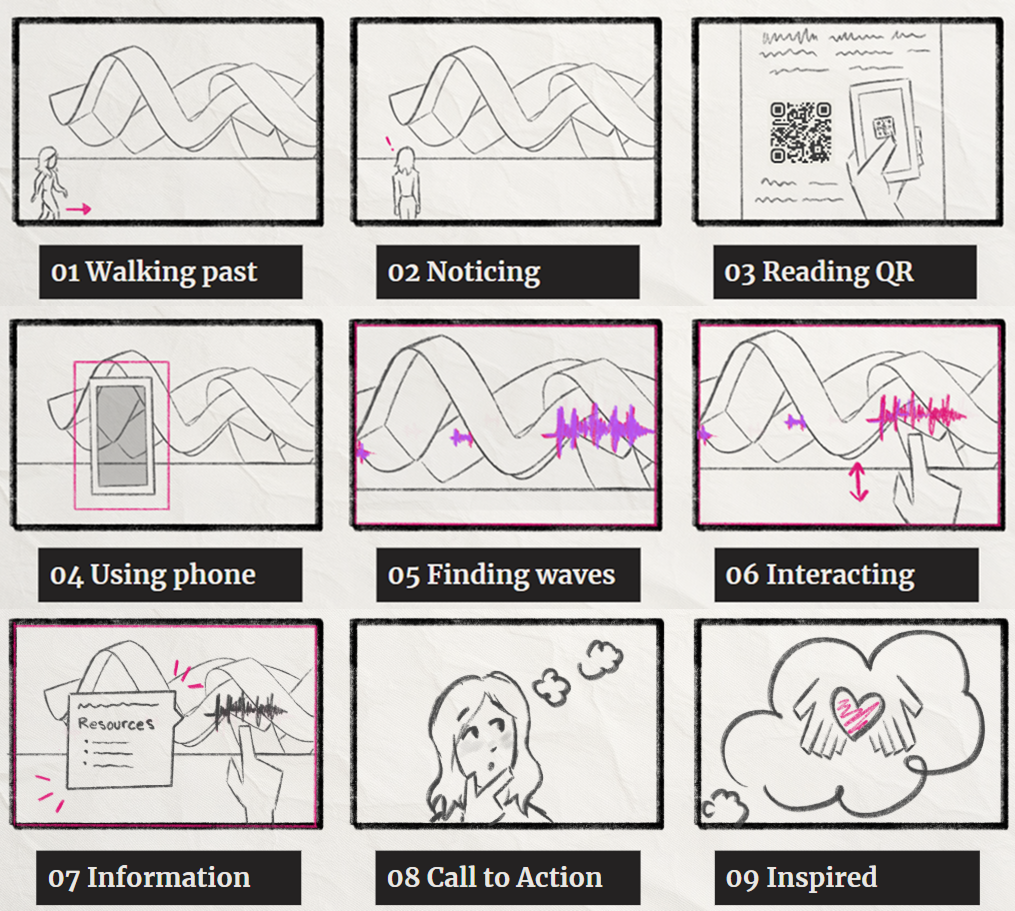 01 Walking past
02 Noticing
03 Reading QR
04 Using phone
05 Finding waves
06 Interacting
Resources
07 Information
08 Call to Action
09 Inspired